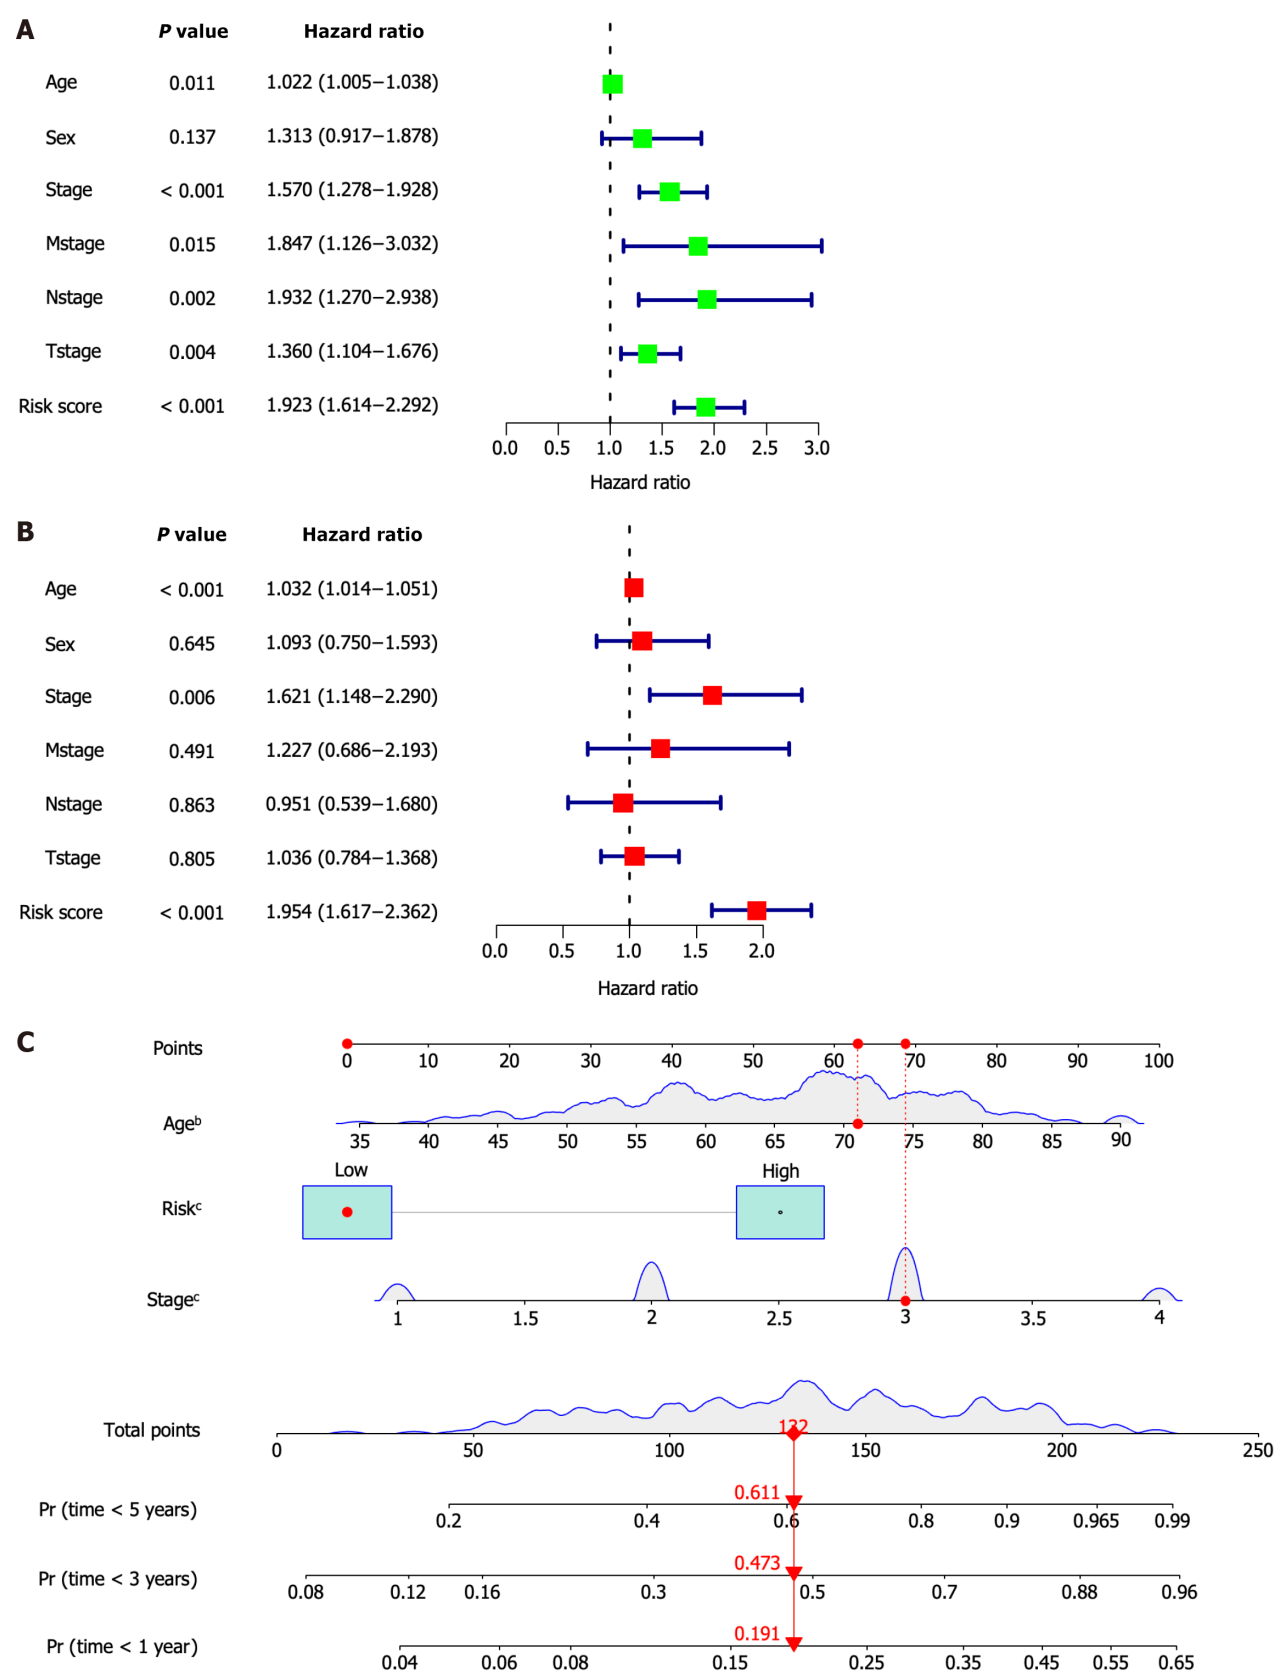 A
P value Hazard ratio
Age 0.011 1.022 (1.005−1.038)
Sex 0.137 1.313 (0.917−1.878)
Stage < 0.001 1.570 (1.278−1.928)
Mstage 0.015 1.847 (1.126−3.032)
Nstage 0.002 1.932 (1.270−2.938)
Tstage 0.004 1.360 (1.104−1.676)
Risk score < 0.001 1.923 (1.614−2.292)
0.0 0.5 1.0 1.5 2.0 2.5 3.0
Hazard ratio
B
P value Hazard ratio
Age < 0.001 1.032 (1.014−1.051)
Sex 0.645 1.093 (0.750−1.593)
Stage 0.006 1.621 (1.148−2.290)
Mstage 0.491 1.227 (0.686−2.193)
Nstage 0.863 0.951 (0.539−1.680)
Tstage 0.805 1.036 (0.784−1.368)
Risk score < 0.001 1.954 (1.617−2.362)
0.0 0.5 1.0 1.5 2.0
Hazard ratio
C
Points
0 10 20 30 40 50 60 70 80 90 100
Ageᵇ
35 40 45 50 55 60 65 70 75 80 85 90
Low High
Riskᶜ
Stageᶜ
1 1.5 2 2.5 3 3.5 4
132
Total points
0 50 100 150 200 250
0.611
Pr (time < 5 years)
0.2 0.4 0.6 0.8 0.9 0.965 0.99
0.473
Pr (time < 3 years)
0.08 0.12 0.16 0.3 0.5 0.7 0.88 0.96
0.191
Pr (time < 1 year)
0.04 0.06 0.08 0.15 0.25 0.35 0.45 0.55 0.65